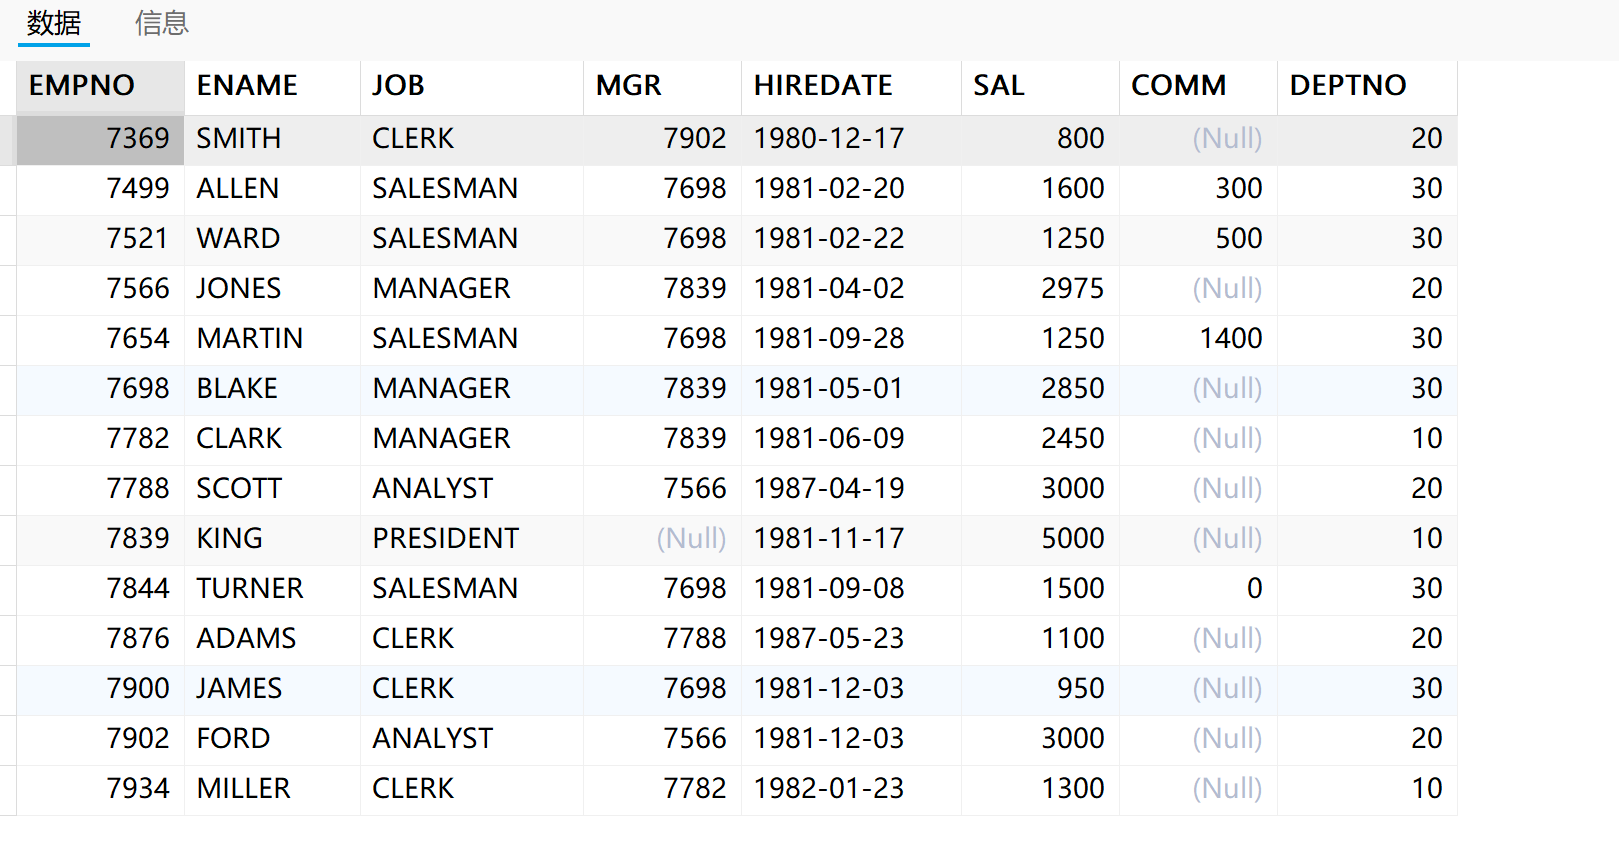 数据 信息
EMPNO ENAME JOB MGR HIREDATE SAL COMM DEPTNO
7369 SMITH CLERK 7902 1980-12-17 800 (Null) 20
7499 ALLEN SALESMAN 7698 1981-02-20 1600 300 30
7521 WARD SALESMAN 7698 1981-02-22 1250 500 30
7566 JONES MANAGER 7839 1981-04-02 2975 (Null) 20
7654 MARTIN SALESMAN 7698 1981-09-28 1250 1400 30
7698 BLAKE MANAGER 7839 1981-05-01 2850 (Null) 30
7782 CLARK MANAGER 7839 1981-06-09 2450 (Null) 10
7788 SCOTT ANALYST 7566 1987-04-19 3000 (Null) 20
7839 KING PRESIDENT (Null) 1981-11-17 5000 (Null) 10
7844 TURNER SALESMAN 7698 1981-09-08 1500 0 30
7876 ADAMS CLERK 7788 1987-05-23 1100 (Null) 20
7900 JAMES CLERK 7698 1981-12-03 950 (Null) 30
7902 FORD ANALYST 7566 1981-12-03 3000 (Null) 20
7934 MILLER CLERK 7782 1982-01-23 1300 (Null) 10